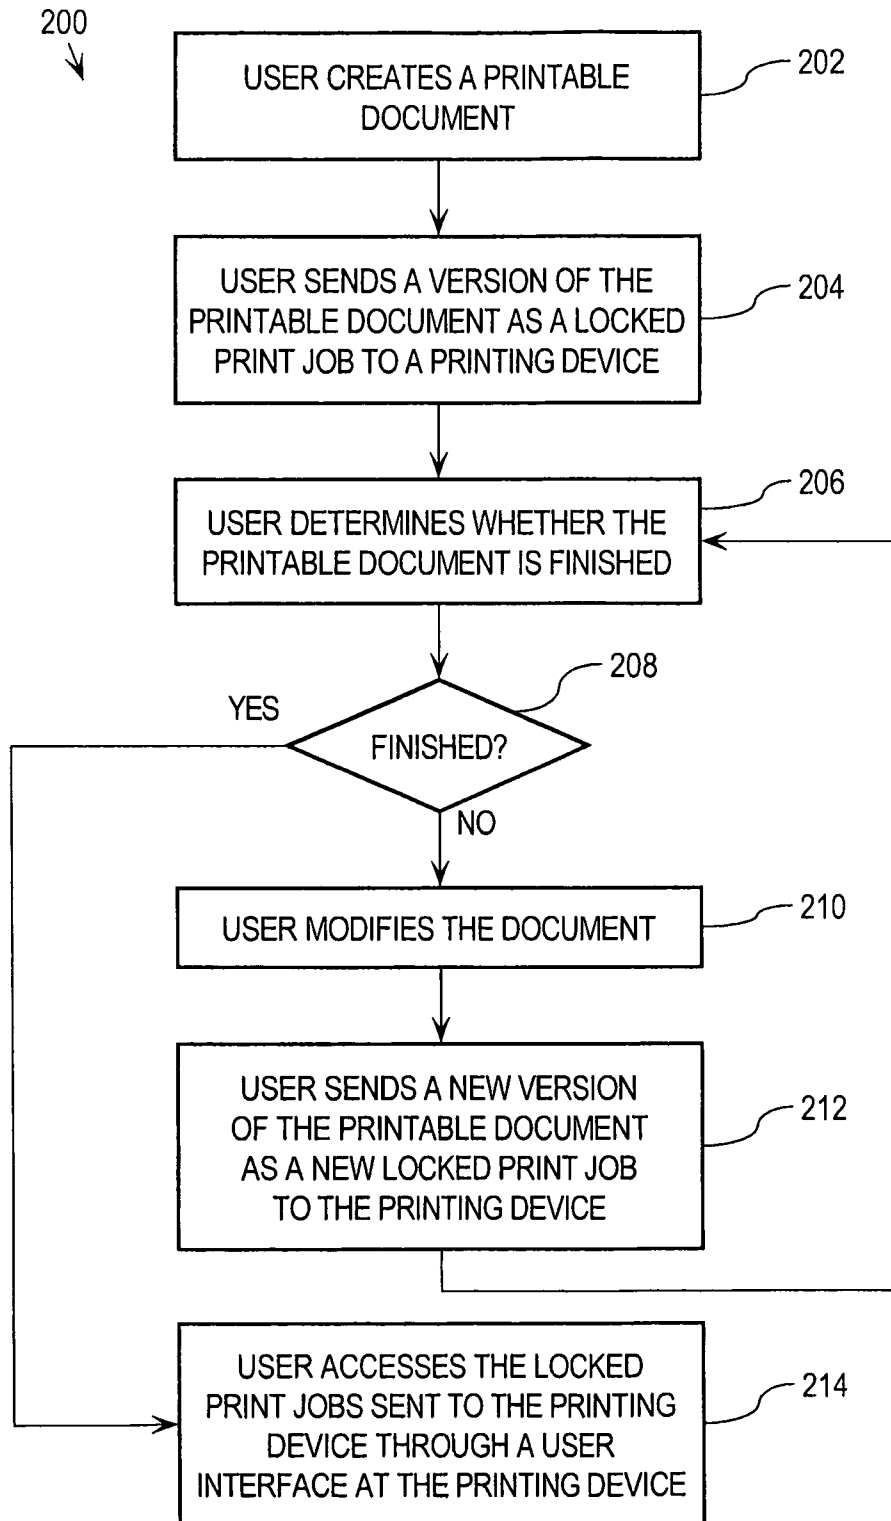 200
USER CREATES A PRINTABLE
DOCUMENT
202
USER SENDS A VERSION OF THE
PRINTABLE DOCUMENT AS A LOCKED
PRINT JOB TO A PRINTING DEVICE
204
USER DETERMINES WHETHER THE
PRINTABLE DOCUMENT IS FINISHED
206
208
YES
FINISHED?
NO
USER MODIFIES THE DOCUMENT
210
USER SENDS A NEW VERSION
OF THE PRINTABLE DOCUMENT
AS A NEW LOCKED PRINT JOB
TO THE PRINTING DEVICE
212
USER ACCESSES THE LOCKED
PRINT JOBS SENT TO THE PRINTING
DEVICE THROUGH A USER
INTERFACE AT THE PRINTING DEVICE
214